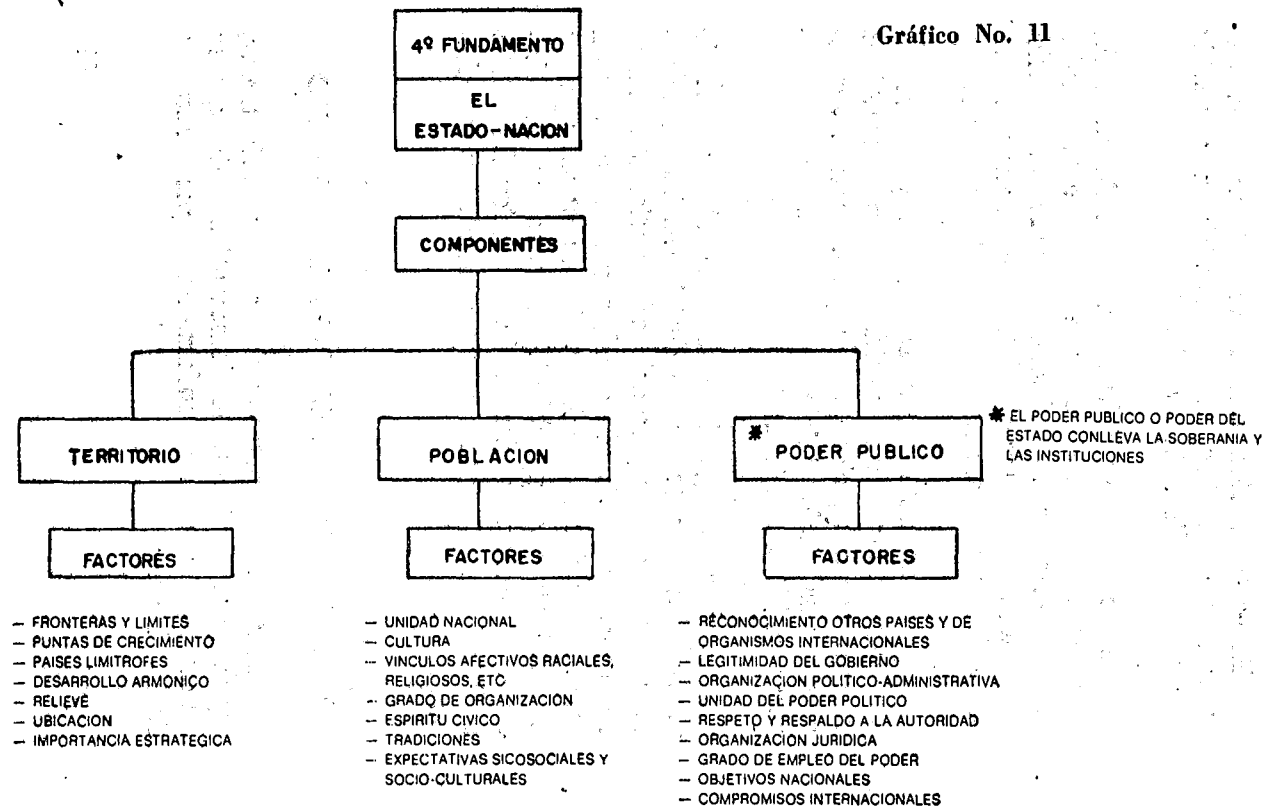 Gráfico No. 11
4º FUNDAMENTO
EL
ESTADO-NACION
COMPONENTES
TERRITORIO
POBLACION
* PODER PUBLICO
* EL PODER PUBLICO O PODER DEL
ESTADO CONLLEVA LA SOBERANIA Y
LAS INSTITUCIONES
FACTORES
FACTORES
FACTORES
— FRONTERAS Y LIMITES
— PUNTAS DE CRECIMIENTO
— PAISES LIMITROFES
— DESARROLLO ARMONICO
— RELIEVE
— UBICACION
— IMPORTANCIA ESTRATEGICA
— UNIDAD NACIONAL
— CULTURA
— VINCULOS AFECTIVOS RACIALES,
RELIGIOSOS, ETC
— GRADO DE ORGANIZACIÓN
— ESPIRITU CIVICO
— TRADICIONES
— EXPECTATIVAS SICOSOCIALES Y
SOCIO-CULTURALES
— RECONOCIMIENTO OTROS PAISES Y DE
ORGANISMOS INTERNACIONALES
— LEGITIMIDAD DEL GOBIERNO
— ORGANIZACION POLITICO-ADMINISTRATIVA
— UNIDAD DEL PODER POLITICO
— RESPETO Y RESPALDO A LA AUTORIDAD
— ORGANIZACION JURIDICA
— GRADO DE EMPLEO DEL PODER
— OBJETIVOS NACIONALES
— COMPROMISOS INTERNACIONALES